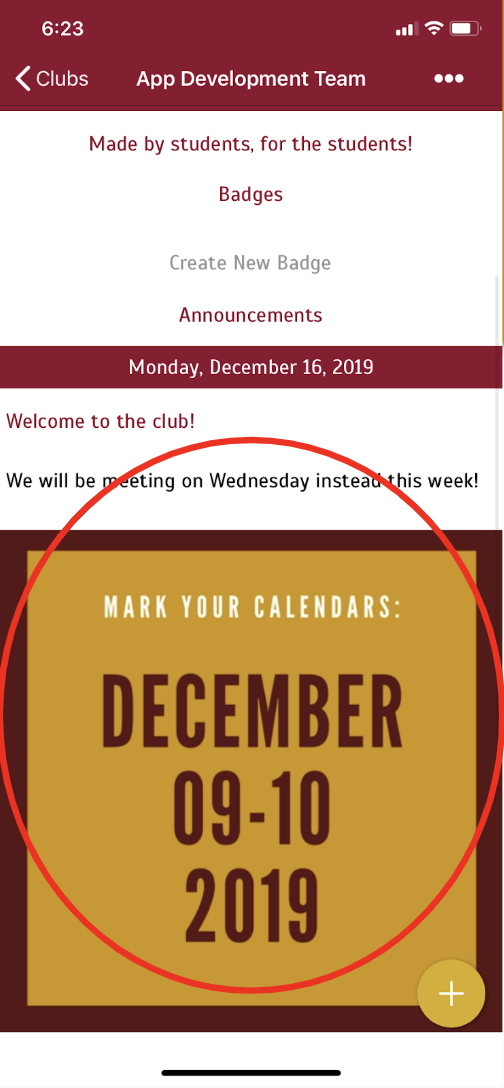 6:23
Clubs App Development Team
Made by students, for the students!
Badges
Create New Badge
Announcements
Monday, December 16, 2019
Welcome to the club!
We will be meeting on Wednesday instead this week!
MARK YOUR CALENDARS:
DECEMBER
09-10
2019